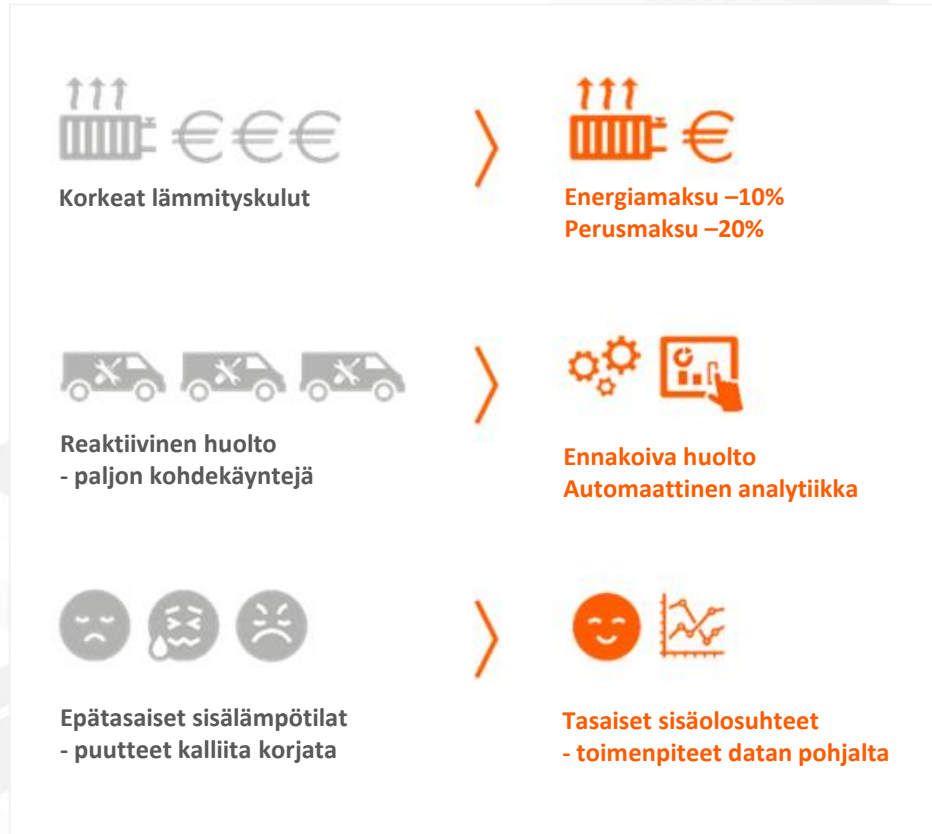 €€€
€
Korkeat lämmityskulut
Energiamaksu –10%
Perusmaksu –20%
Reaktiivinen huolto
- paljon kohdekäyntejä
Ennakoiva huolto
Automaattinen analytiikka
Epätasaiset sisälämpötilat
- puutteet kalliita korjata
Tasaiset sisäolosuhteet
- toimenpiteet datan pohjalta